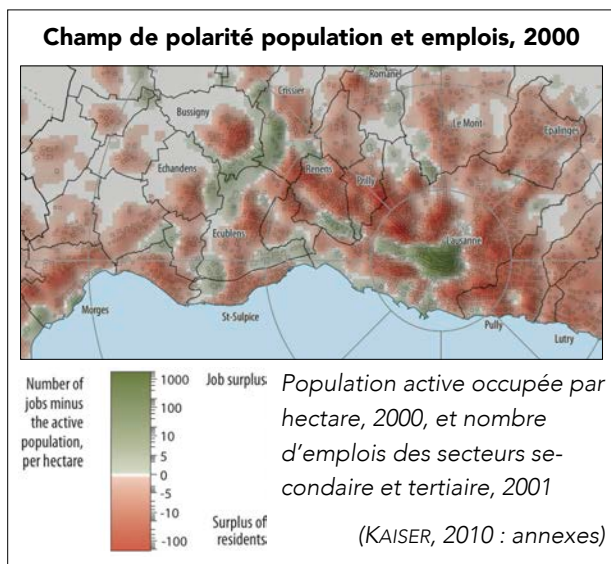 Champ de polarité population et emplois, 2000
Romanel
Crissier
Bussigny
Le Mont
Epalinges
Echandens
Renens
Prilly
Ecublens
Lausanne
Morges
St-Sulpice
Pully
Lutry
Number of
jobs minus
the active
population,
per hectare
1000
100
10
5
0
-5
-10
-100
Job surplus
Surplus of
residents
Population active occupée par
hectare, 2000, et nombre
d'emplois des secteurs se-
condaire et tertiaire, 2001
(KAISER, 2010 : annexes)